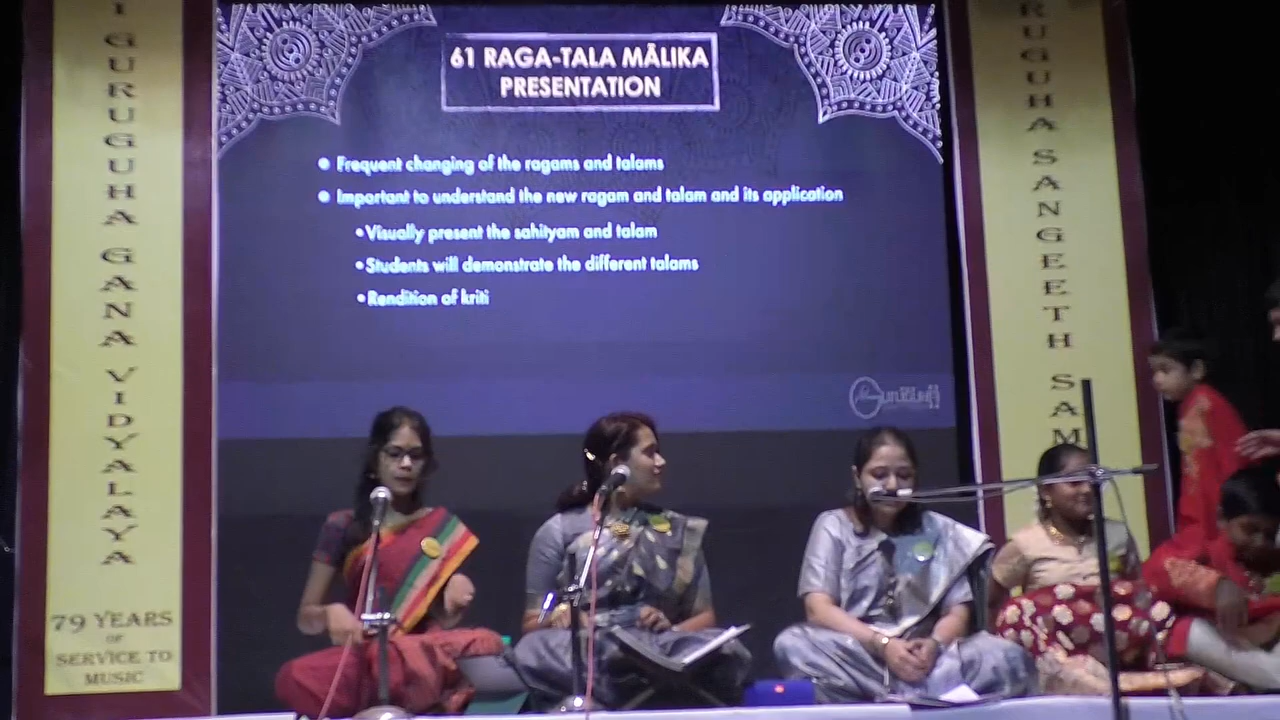 I GURUGUHA GANA VIDYALAYA
79 YEARS
OF
SERVICE TO
MUSIC
61 RAGA-TALA MĀLIKA
PRESENTATION
• Frequent changing of the ragams and talams
• Important to understand the new ragam and talam and its application
• Visually present the sahityam and talam
• Students will demonstrate the different talams
• Rendition of kriti
RUGUHA SANGEETH SAM